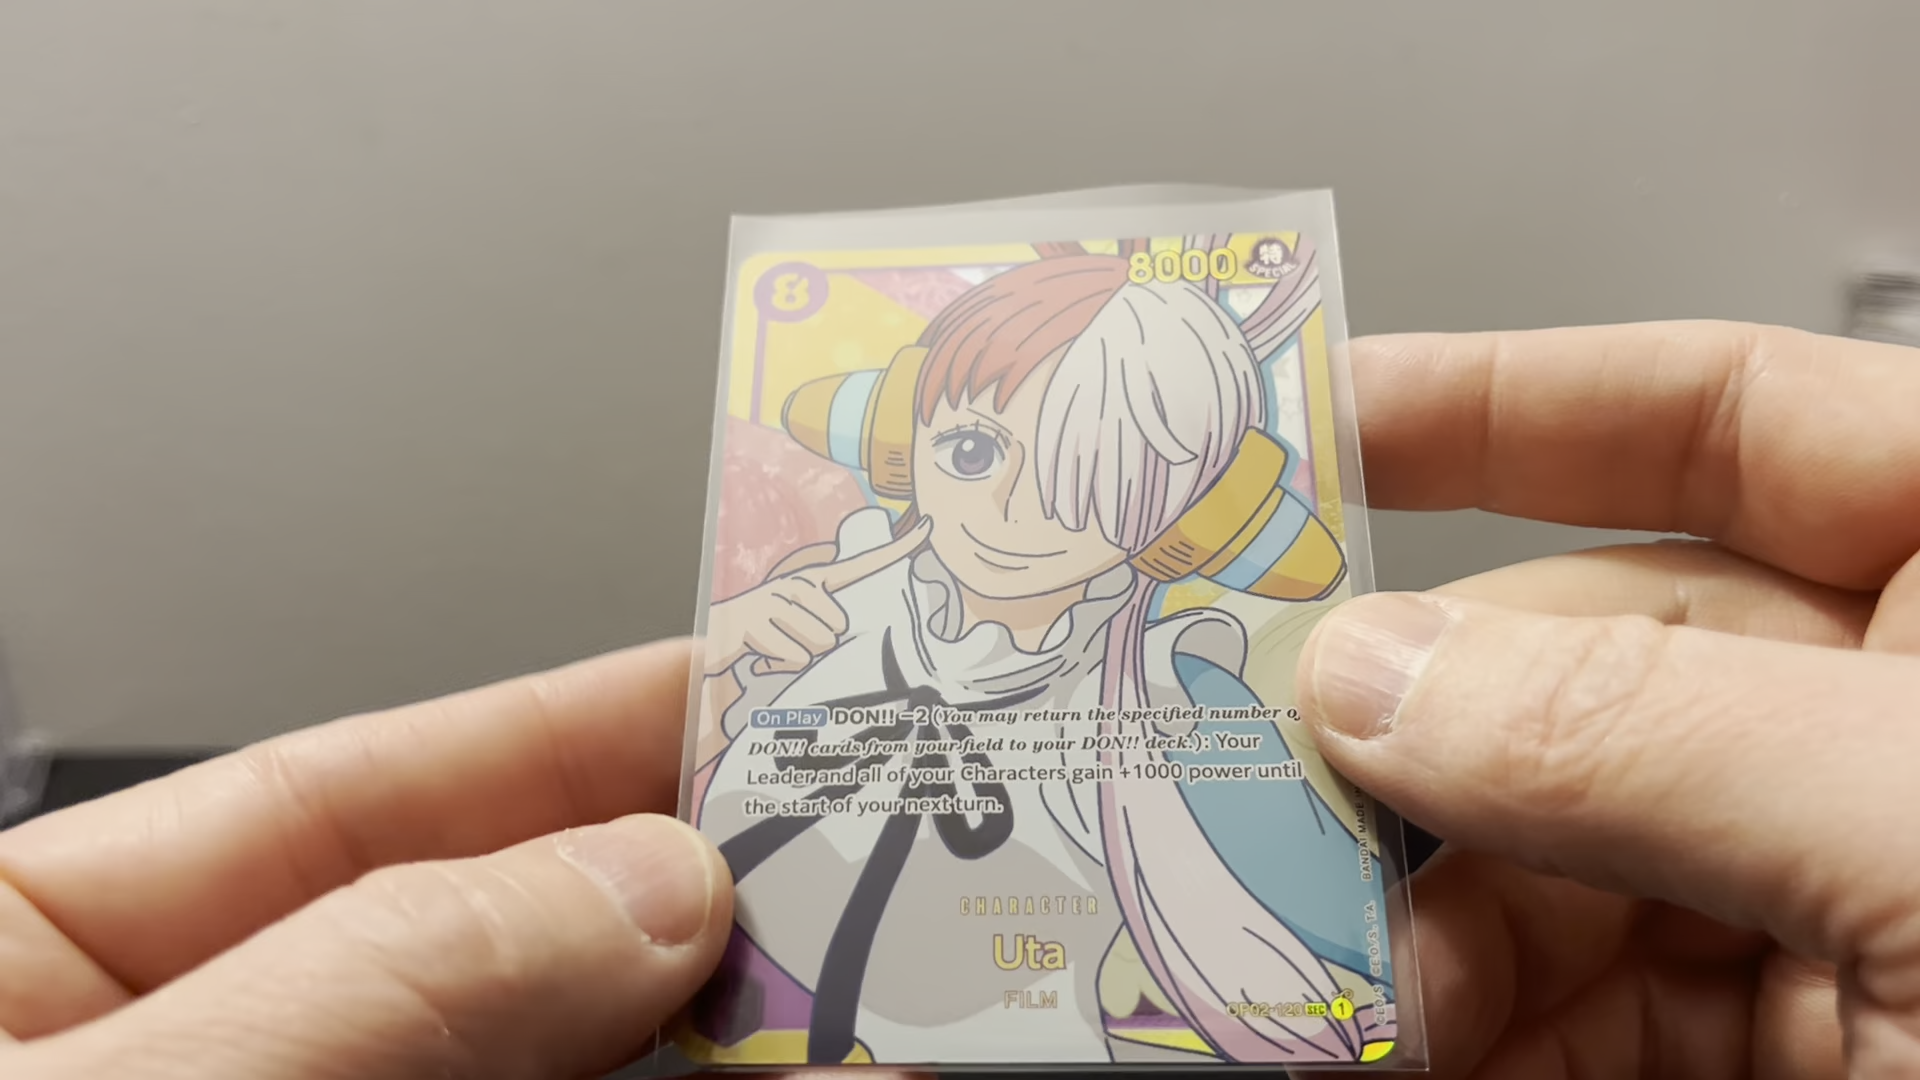 8 8000 特
SPECIAL
On Play DON!! −2 (You may return the specified number o
DON!! cards from your field to your DON!! deck.): Your
Leader and all of your Characters gain +1000 power until
the start of your next turn.
CHARACTER
Uta
FILM
OP02-120 SEC 1
©E.O/S. ©E.O/S. T.A. BANDAI MADE IN